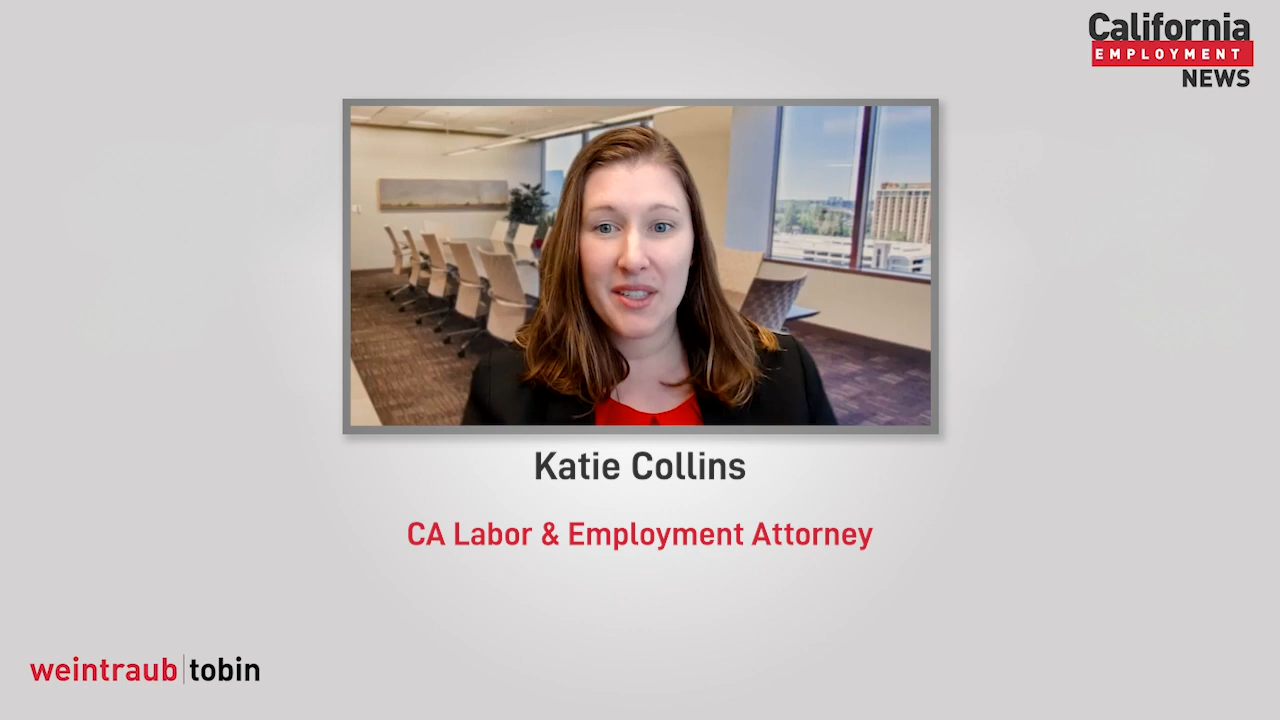 California
EMPLOYMENT
NEWS
Katie Collins
CA Labor & Employment Attorney
weintraub|tobin